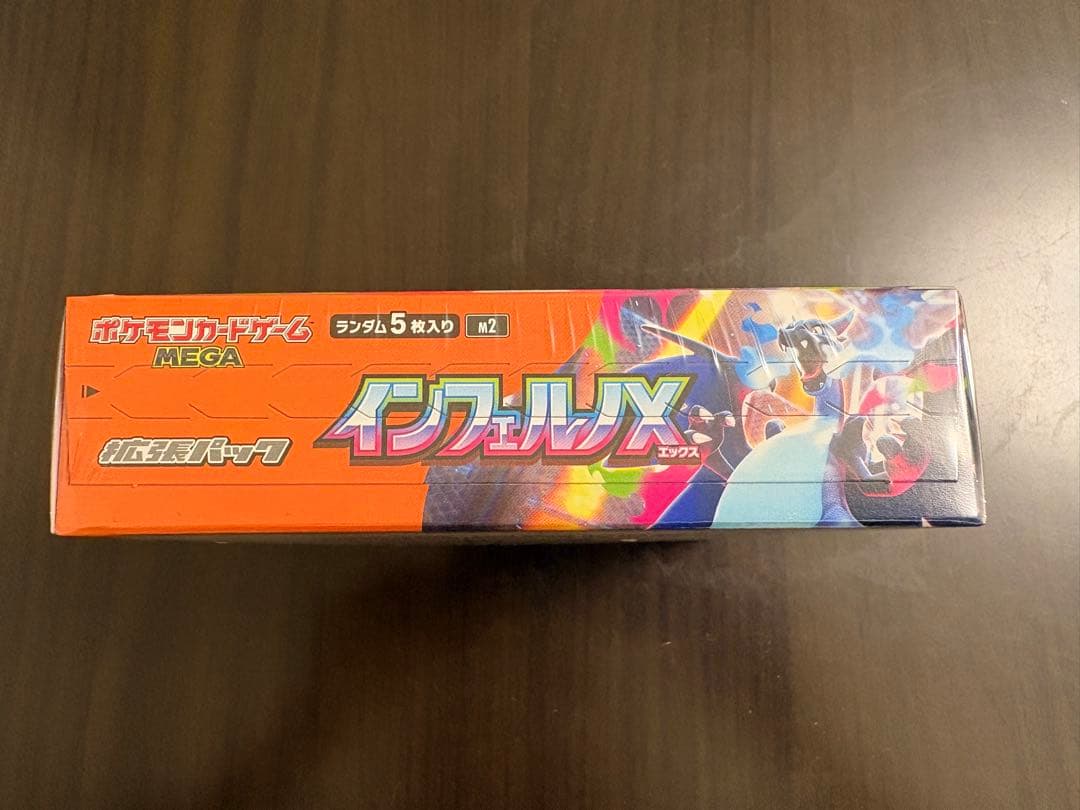 ポケモンカードゲーム
MEGA
ランダム5枚入り
M2
拡張パック
インフェルノX
エックス